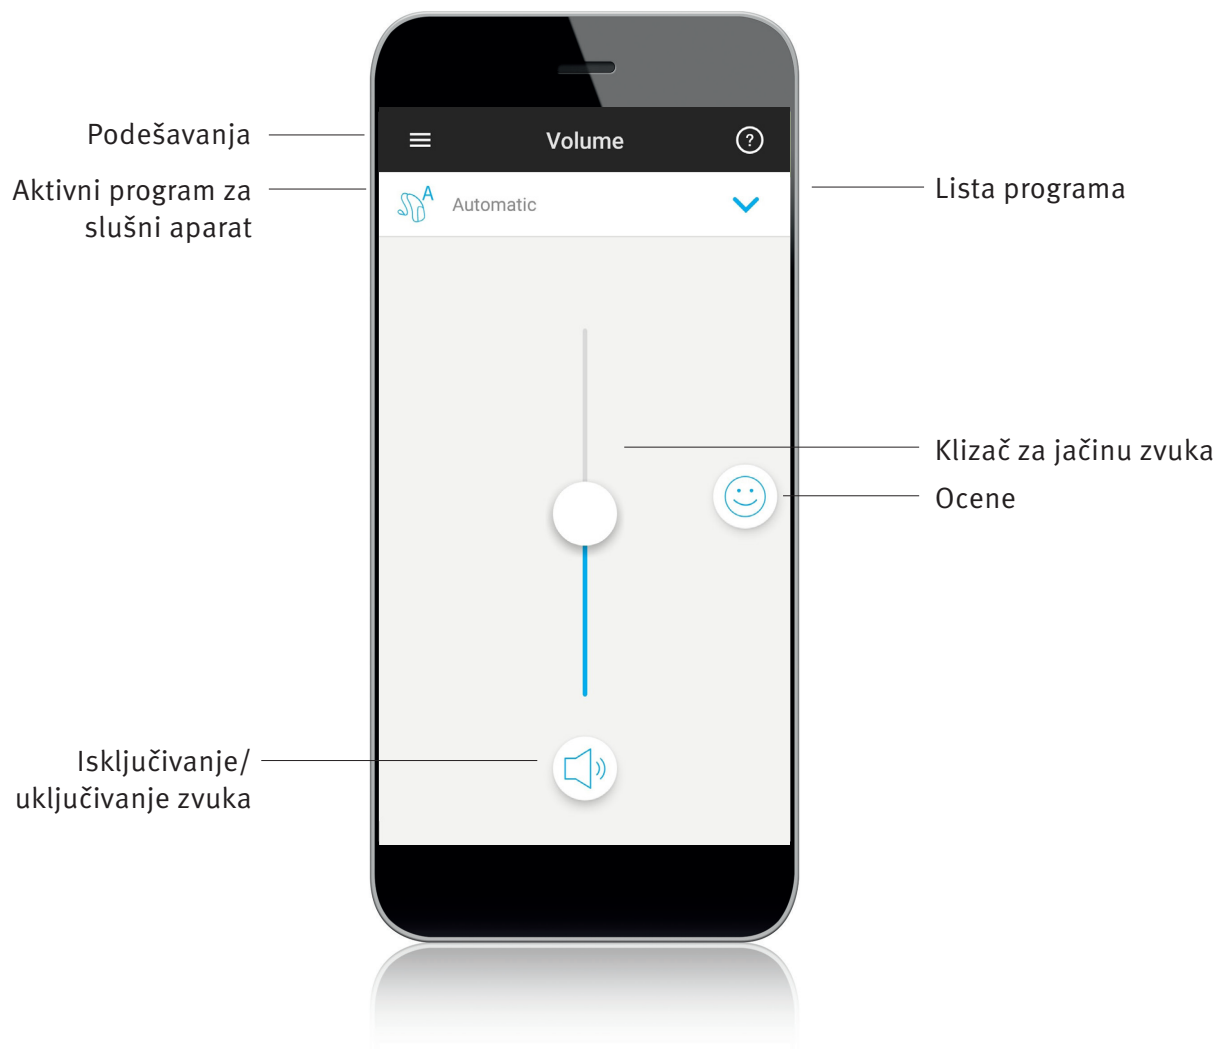 Podešavanja
Aktivni program za
slušni aparat
Isključivanje/
uključivanje zvuka
Volume
?
A
Automatic
Lista programa
Klizač za jačinu zvuka
Ocene